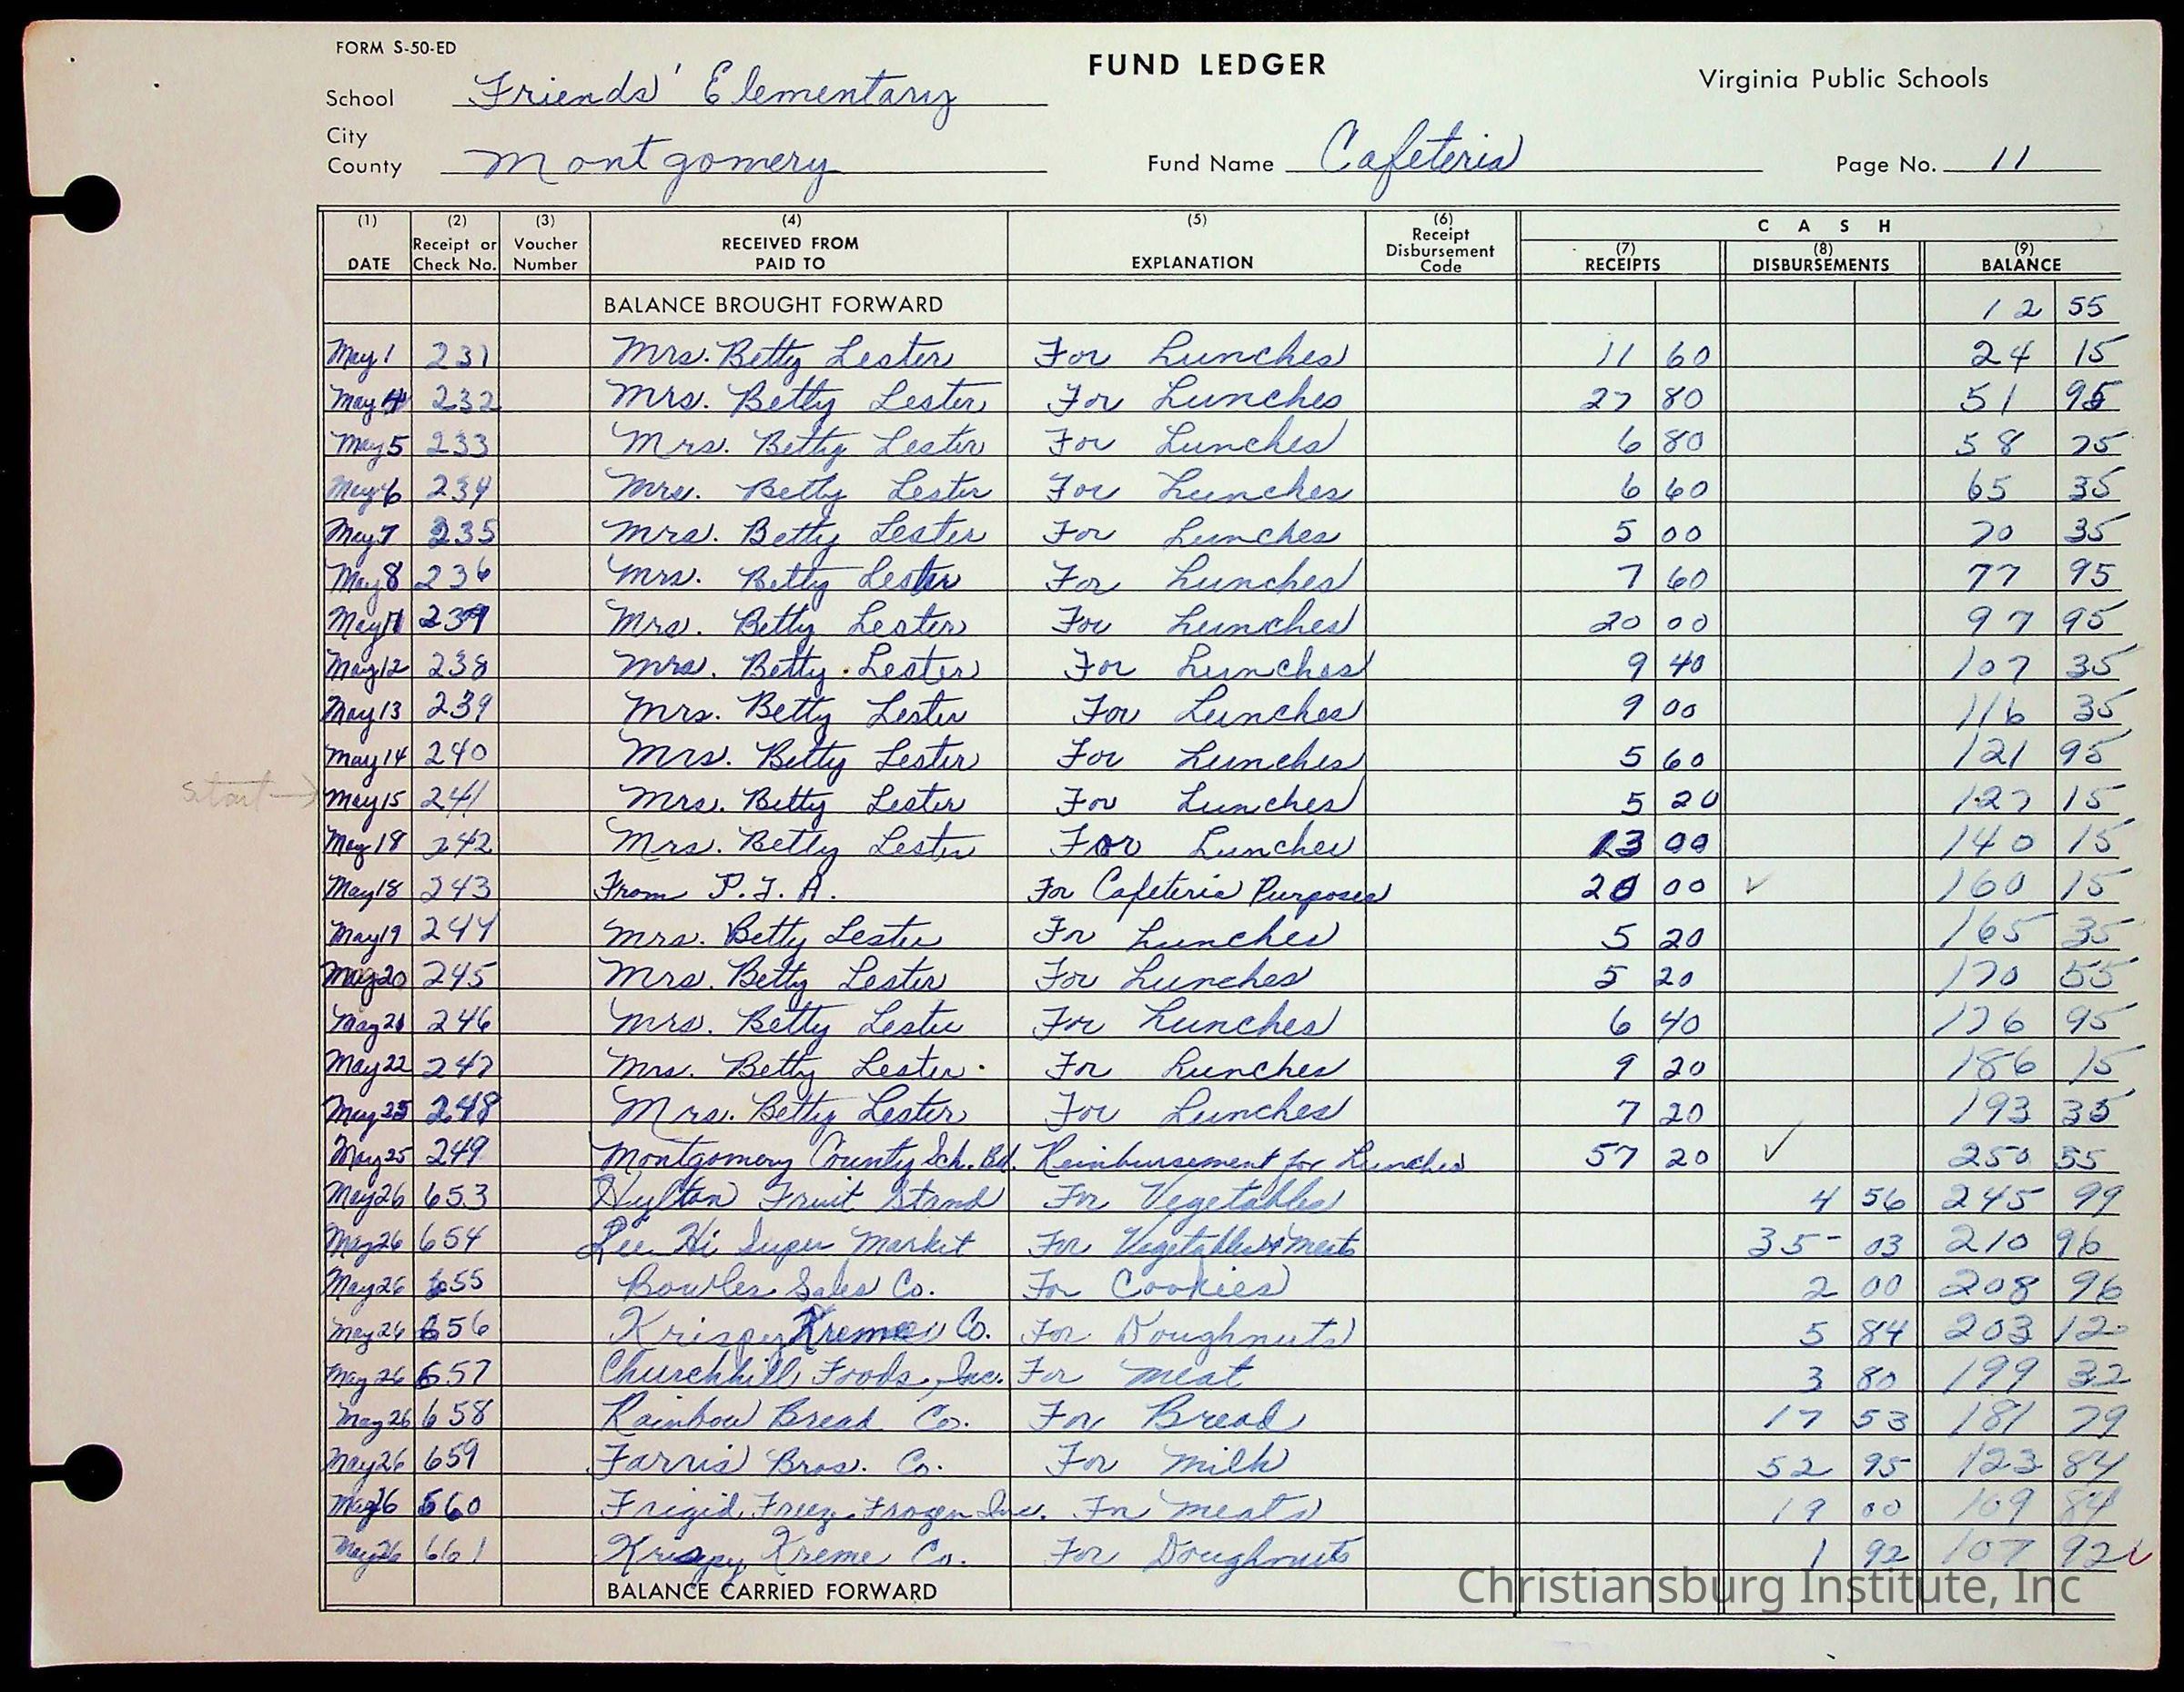 FORM S-50-ED
FUND LEDGER
Virginia Public Schools
School Friends' Elementary
City
County Montgomery Fund Name Cafeteria Page No. 11
(1) (2) (3) (4) (5) (6) C A S H
DATE Receipt or Check No. Voucher Number RECEIVED FROM PAID TO EXPLANATION Receipt Disbursement Code (7) RECEIPTS (8) DISBURSEMENTS (9) BALANCE
BALANCE BROUGHT FORWARD 12 55
May 1 231 Mrs. Betty Lester For Lunches 11 60 24 15
May 4 232 Mrs. Betty Lester For Lunches 27 80 51 95
May 5 233 Mrs. Betty Lester For Lunches 6 80 58 75
May 6 234 Mrs. Betty Lester For Lunches 6 60 65 35
May 7 235 Mrs. Betty Lester For Lunches 5 00 70 35
May 8 236 Mrs. Betty Lester For Lunches 7 60 77 95
May 11 237 Mrs. Betty Lester For Lunches 20 00 97 95
May 12 238 Mrs. Betty Lester For Lunches 9 40 107 35
May 13 239 Mrs. Betty Lester For Lunches 9 00 116 35
May 14 240 Mrs. Betty Lester For Lunches 5 60 121 95
start → May 15 241 Mrs. Betty Lester For Lunches 5 20 127 15
May 18 242 Mrs. Betty Lester For Lunches 13 00 140 15
May 18 243 From P.T.A. For Cafeteria Purposes 20 00 ✓ 160 15
May 19 244 Mrs. Betty Lester For Lunches 5 20 165 35
May 20 245 Mrs. Betty Lester For Lunches 5 20 170 55
May 21 246 Mrs. Betty Lester For Lunches 6 40 176 95
May 22 247 Mrs. Betty Lester For Lunches 9 20 186 15
May 25 248 Mrs. Betty Lester For Lunches 7 20 193 35
May 25 249 Montgomery County Sch. Bd. Reimbursement for Lunches 57 20 ✓ 250 55
May 26 653 Hylton Fruit Stand For Vegetables 4 56 245 99
May 26 654 Lee Hi Super Market For Vegetables & meats 35- 03 210 96
May 26 655 Bowles Sales Co. For Cookies 2 00 208 96
May 26 656 Krispy Kreme Co. For Doughnuts 5 84 203 12
May 26 657 Churchhill Foods, Inc. For meat 3 80 199 32
May 26 658 Rainbow Bread Co. For Bread 17 53 181 79
May 26 659 Farris Bros. Co. For milk 52 95 123 84
May 26 660 Frigid Freeze Frozen Inc. For meats 19 00 109 84
May 26 661 Krispy Kreme Co. For Doughnuts 1 92 107 92 ✓
BALANCE CARRIED FORWARD
Christiansburg Institute, Inc